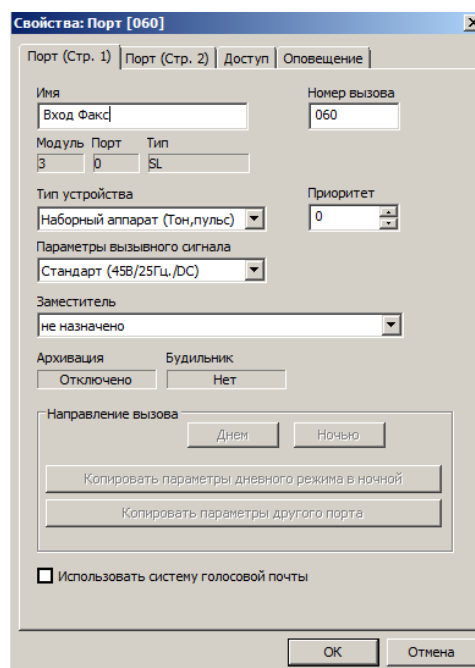 Свойства: Порт [060]
Порт (Стр. 1) Порт (Стр. 2) Доступ Оповещение
Имя Номер вызова
Вход Факс 060
Модуль Порт Тип
3 0 SL
Тип устройства Приоритет
Наборный аппарат (Тон,пульс) 0
Параметры вызывного сигнала
Стандарт (45В/25Гц./DC)
Заместитель
не назначено
Архивация Будильник
Отключено Нет
Направление вызова
Днем Ночью
Копировать параметры дневного режима в ночной
Копировать параметры другого порта
Использовать систему голосовой почты
OK Отмена